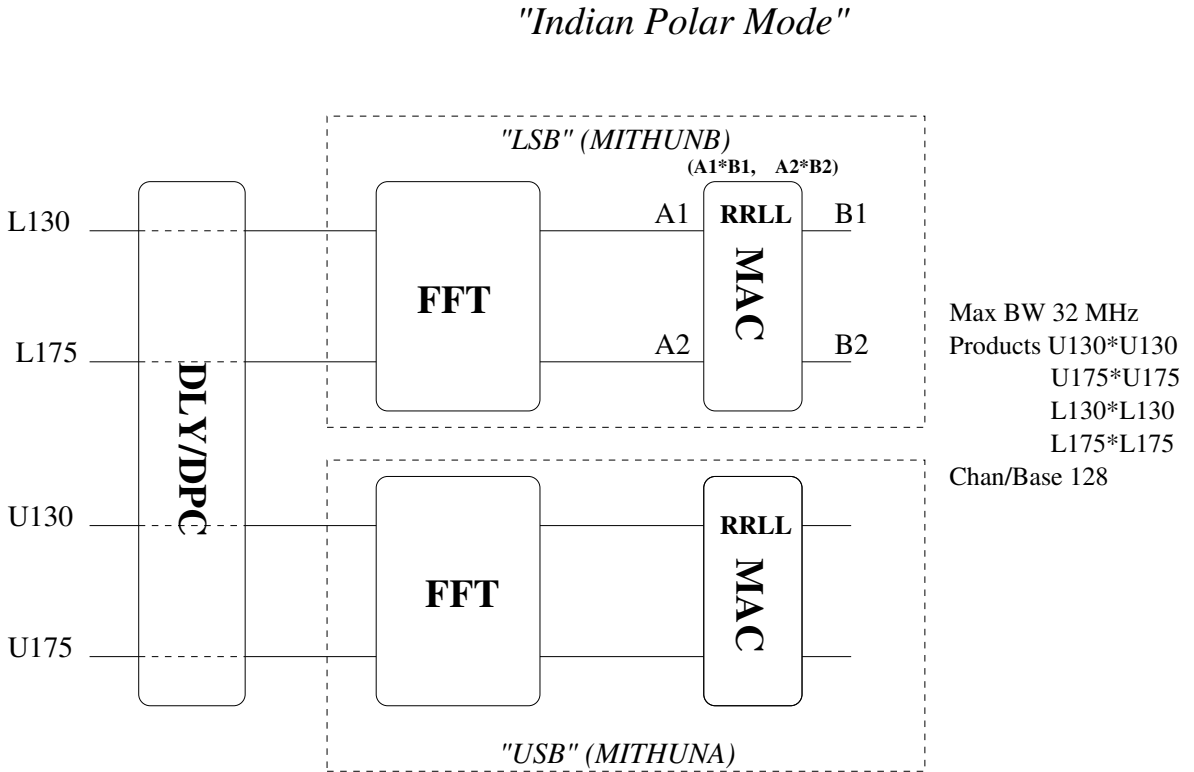 "Indian Polar Mode"
"LSB" (MITHUNB)
(A1*B1, A2*B2)
L130
A1
RRLL
B1
FFT
MAC
L175
A2
B2
DLY/DPC
Max BW 32 MHz
Products U130*U130
U175*U175
L130*L130
L175*L175
Chan/Base 128
U130
RRLL
FFT
MAC
U175
"USB" (MITHUNA)